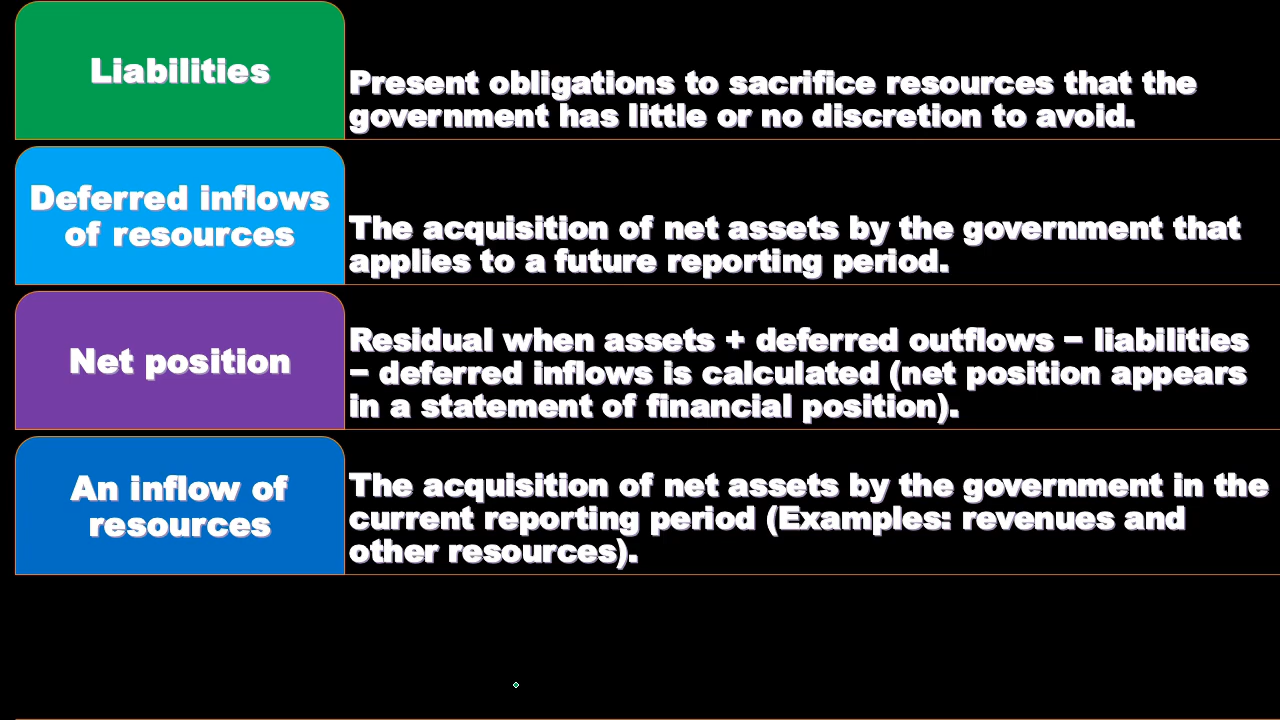 Liabilities
Present obligations to sacrifice resources that the
government has little or no discretion to avoid.
Deferred inflows
of resources
The acquisition of net assets by the government that
applies to a future reporting period.
Net position
Residual when assets + deferred outflows − liabilities
− deferred inflows is calculated (net position appears
in a statement of financial position).
An inflow of
resources
The acquisition of net assets by the government in the
current reporting period (Examples: revenues and
other resources).